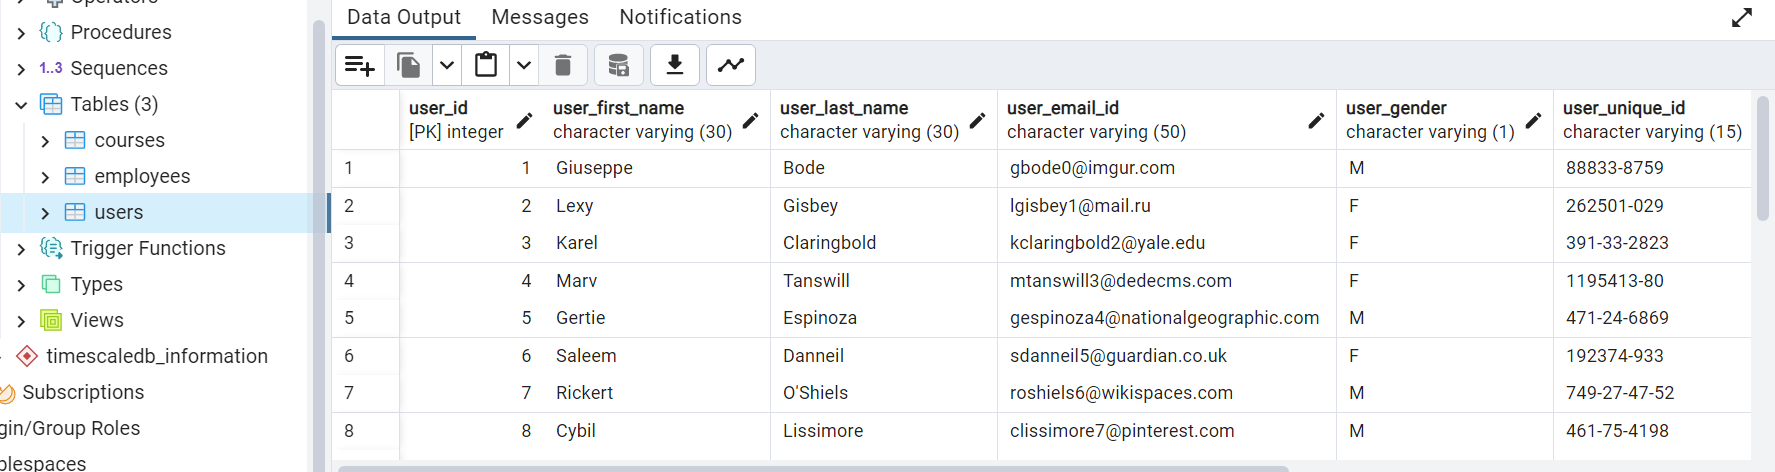 Operators
Procedures
1..3 Sequences
Tables (3)
courses
employees
users
Trigger Functions
Types
Views
timescaledb_information
Subscriptions
gin/Group Roles
blespaces
Data Output Messages Notifications
user_id user_first_name user_last_name user_email_id user_gender user_unique_id
[PK] integer character varying (30) character varying (30) character varying (50) character varying (1) character varying (15)
1 1 Giuseppe Bode gbode0@imgur.com M 88833-8759
2 2 Lexy Gisbey lgisbey1@mail.ru F 262501-029
3 3 Karel Claringbold kclaringbold2@yale.edu F 391-33-2823
4 4 Marv Tanswill mtanswill3@dedecms.com F 1195413-80
5 5 Gertie Espinoza gespinoza4@nationalgeographic.com M 471-24-6869
6 6 Saleem Danneil sdanneil5@guardian.co.uk F 192374-933
7 7 Rickert O'Shiels roshiels6@wikispaces.com M 749-27-47-52
8 8 Cybil Lissimore clissimore7@pinterest.com M 461-75-4198